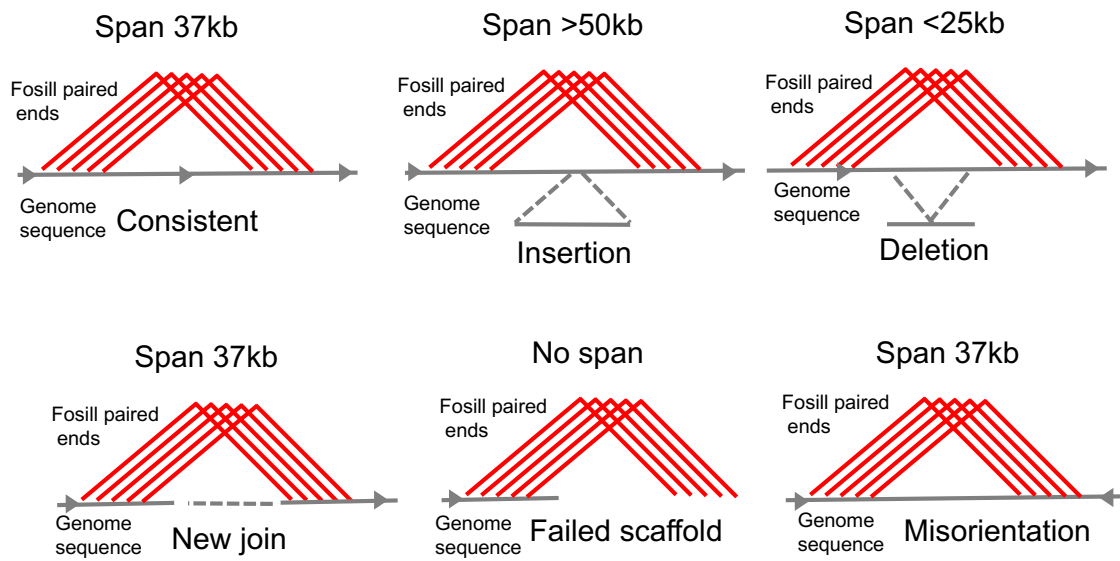 Span 37kb
Fosill paired
ends
Genome
sequence
Consistent
Span >50kb
Fosill paired
ends
Genome
sequence
Insertion
Span <25kb
Fosill paired
ends
Genome
sequence
Deletion
Span 37kb
Fosill paired
ends
Genome
sequence
New join
No span
Fosill paired
ends
Genome
sequence
Failed scaffold
Span 37kb
Fosill paired
ends
Genome
sequence
Misorientation